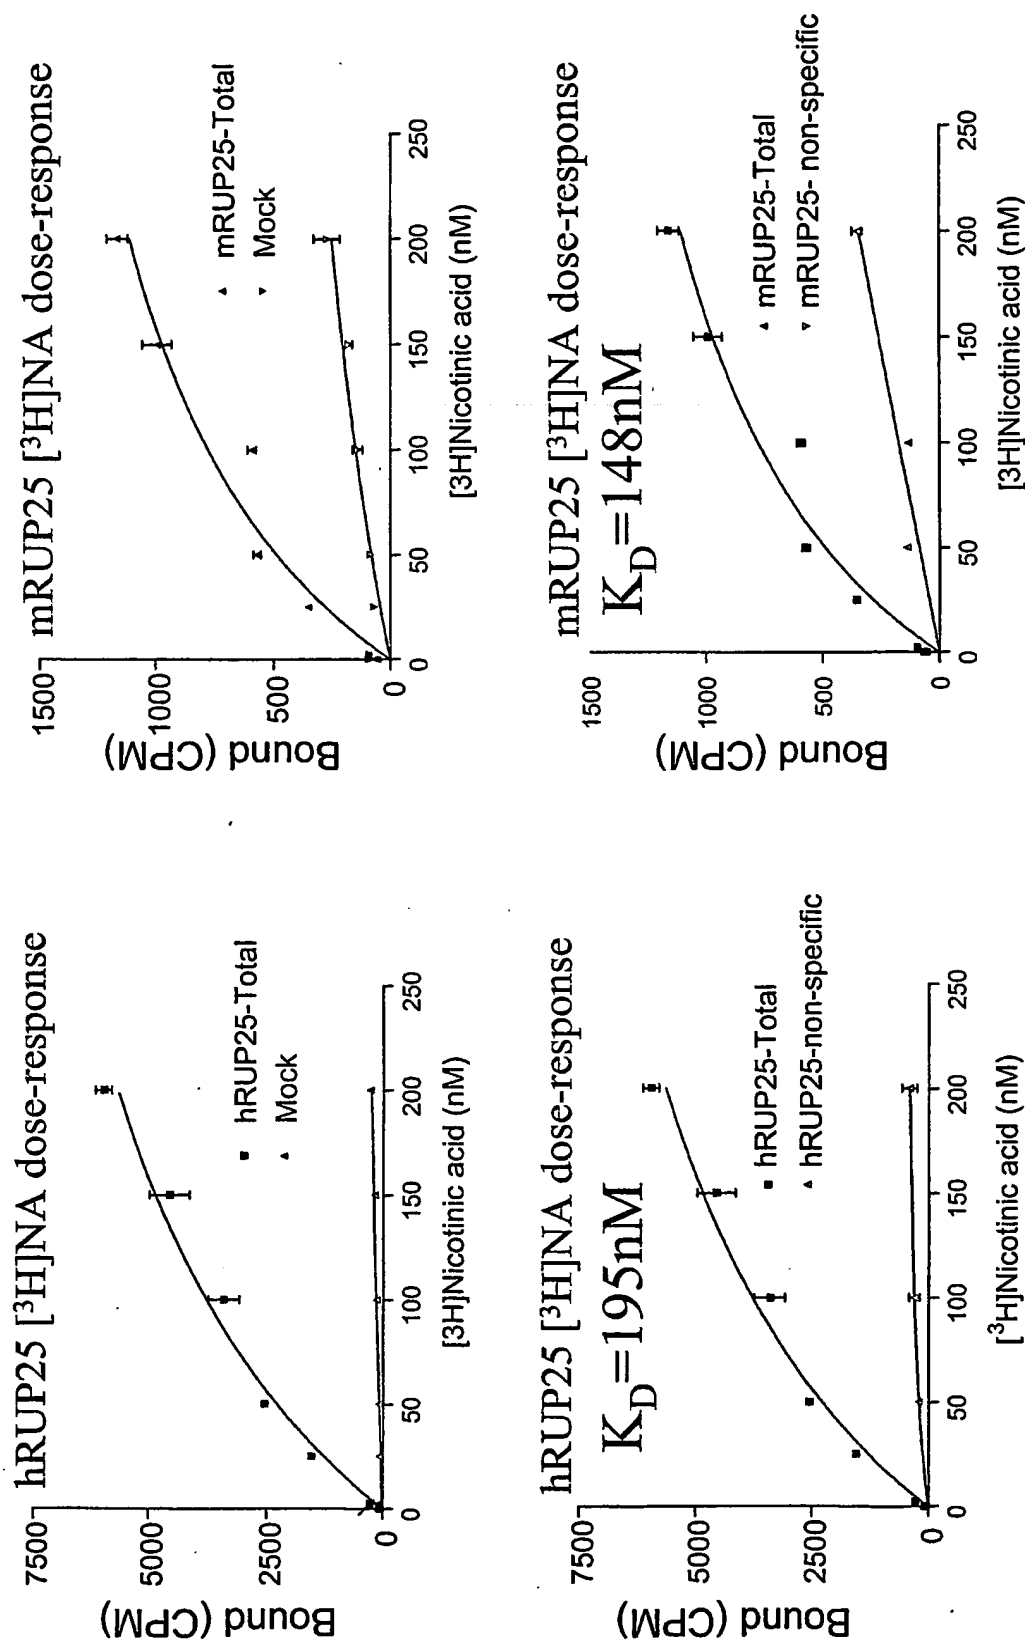 hRUP25 [³H]NA dose-response
7500
5000
2500
0
Bound (CPM)
0
50
100
150
200
250
[3H]Nicotinic acid (nM)
hRUP25-Total
Mock
mRUP25 [³H]NA dose-response
1500
1000
500
0
Bound (CPM)
0
50
100
150
200
250
[3H]Nicotinic acid (nM)
mRUP25-Total
Mock
hRUP25 [³H]NA dose-response
K_D=195nM
7500
5000
2500
0
Bound (CPM)
0
50
100
150
200
250
[³H]Nicotinic acid (nM)
hRUP25-Total
hRUP25-non-specific
mRUP25 [³H]NA dose-response
K_D=148nM
1500
1000
500
0
Bound (CPM)
0
50
100
150
200
250
[3H]Nicotinic acid (nM)
mRUP25-Total
mRUP25- non-specific